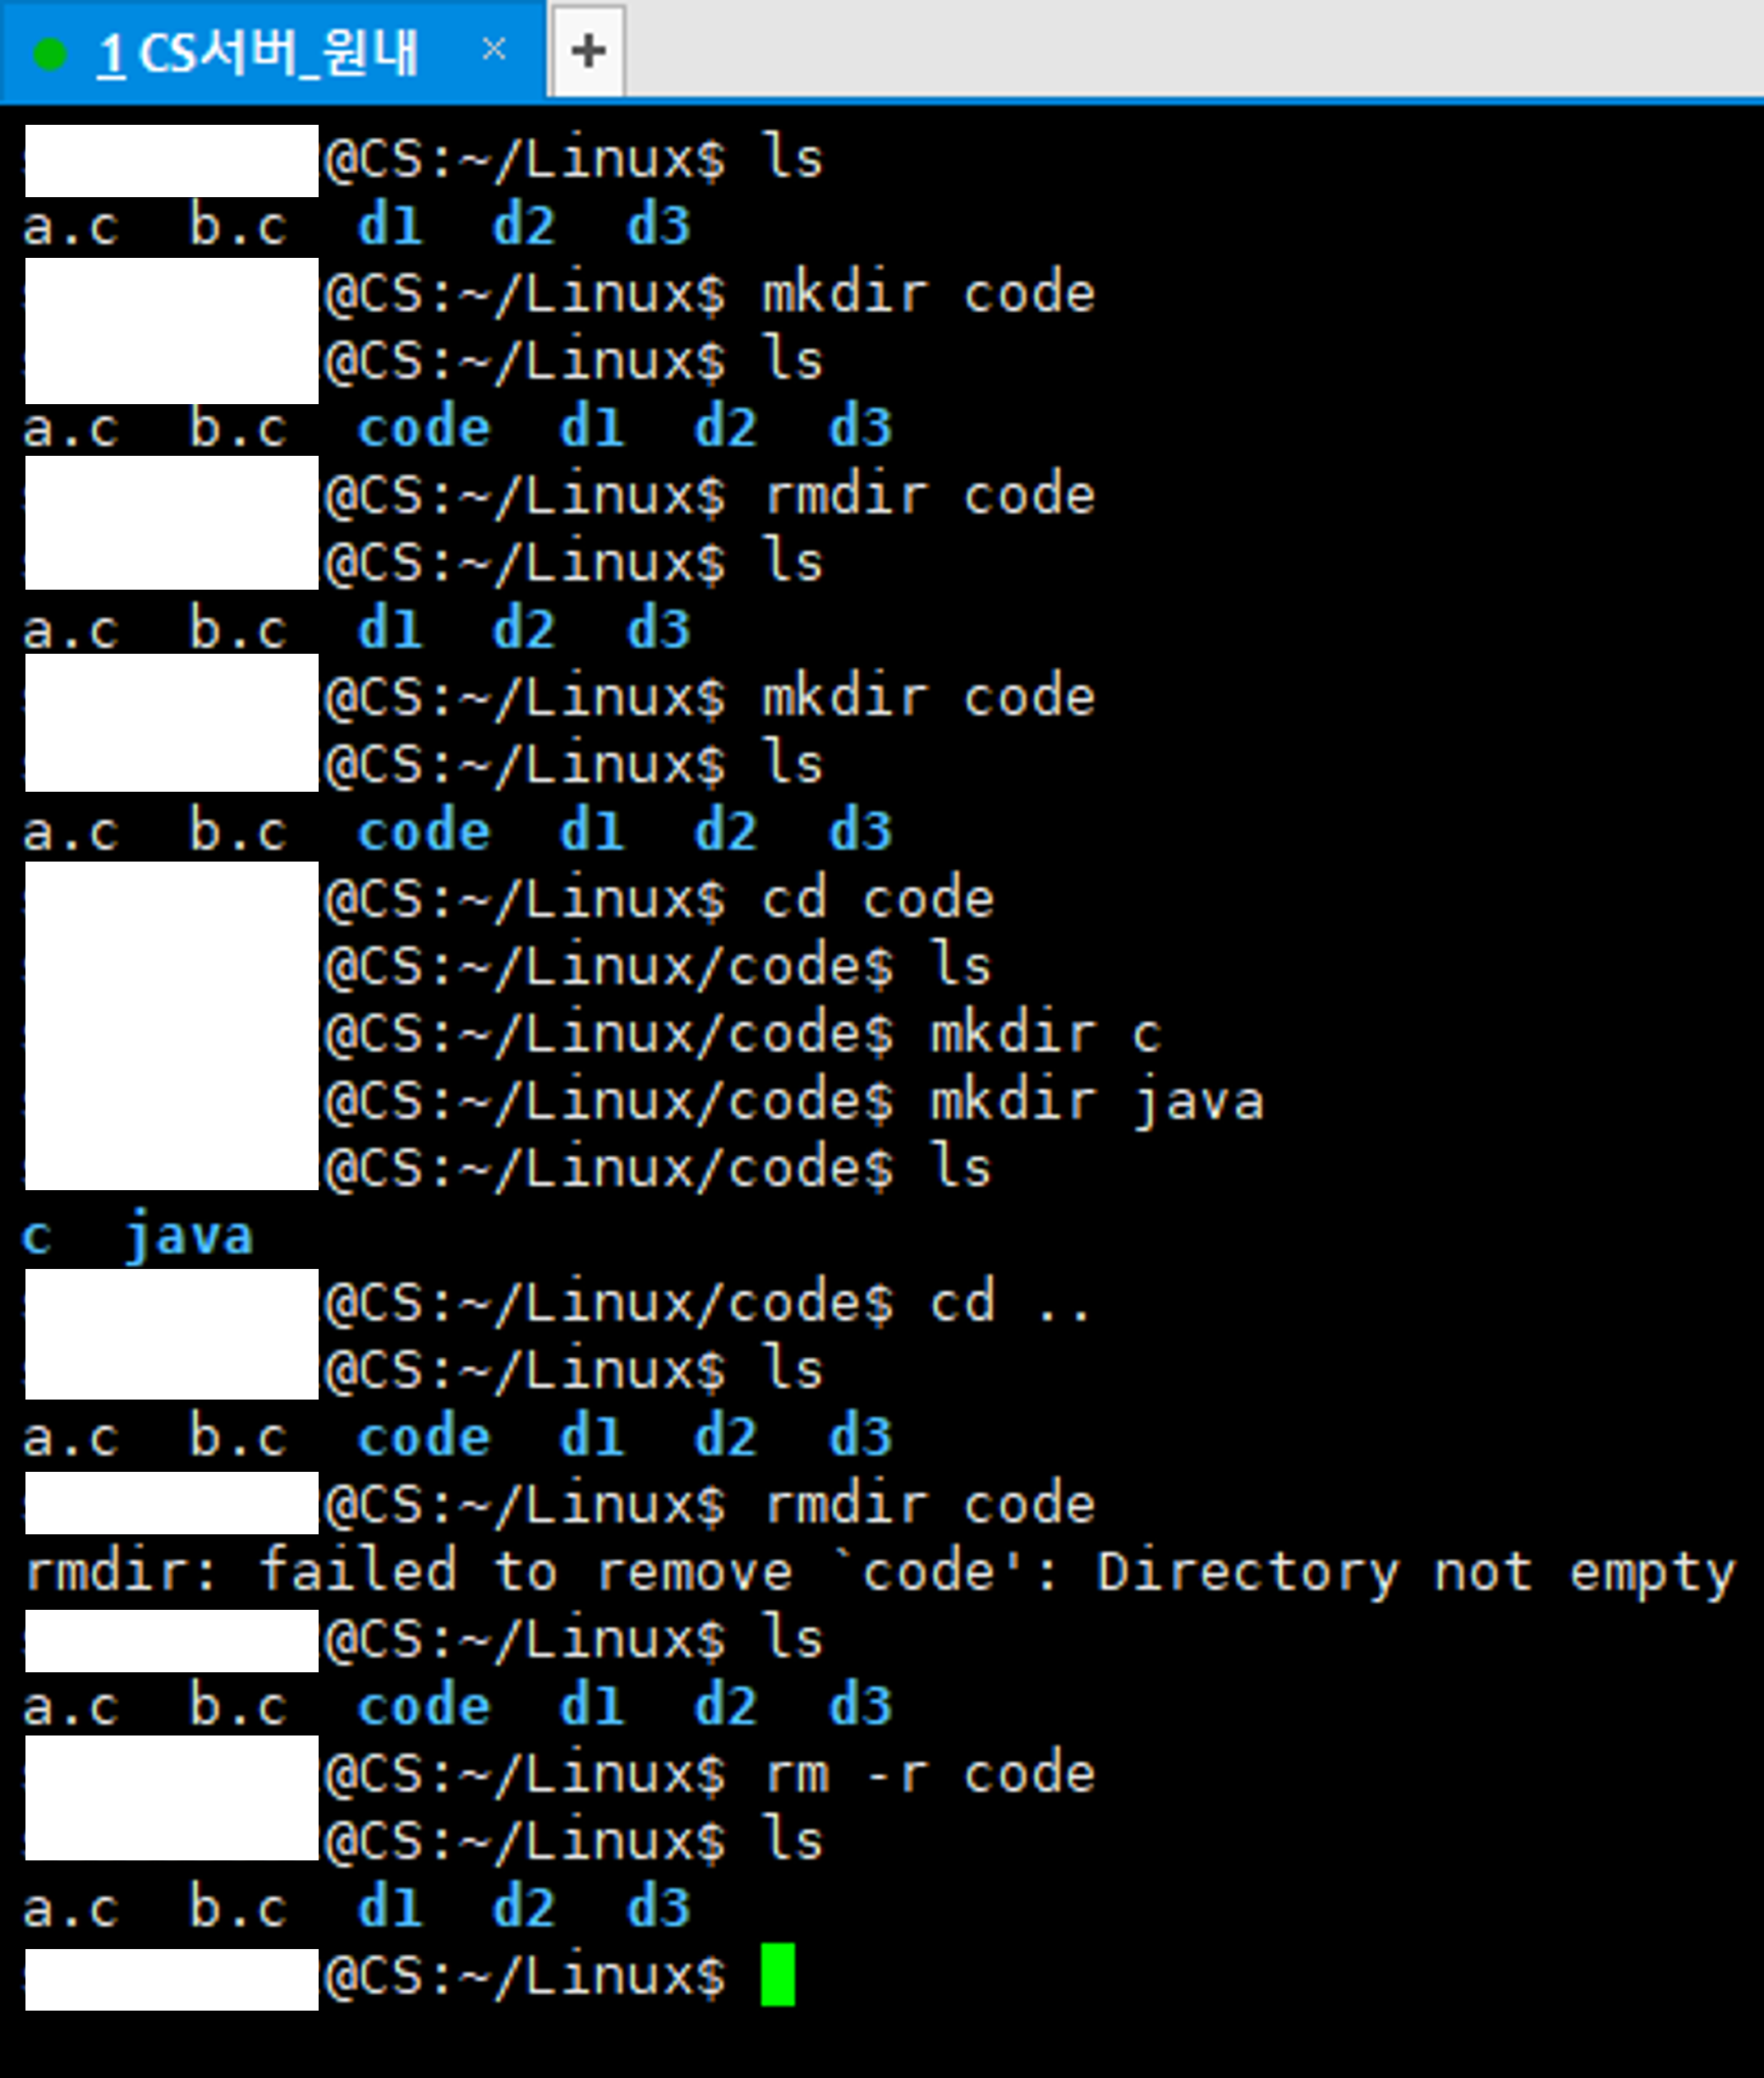 1 CS서버_원내 × +
@CS:~/Linux$ ls
a.c  b.c  d1  d2  d3
@CS:~/Linux$ mkdir code
@CS:~/Linux$ ls
a.c  b.c  code  d1  d2  d3
@CS:~/Linux$ rmdir code
@CS:~/Linux$ ls
a.c  b.c  d1  d2  d3
@CS:~/Linux$ mkdir code
@CS:~/Linux$ ls
a.c  b.c  code  d1  d2  d3
@CS:~/Linux$ cd code
@CS:~/Linux/code$ ls
@CS:~/Linux/code$ mkdir c
@CS:~/Linux/code$ mkdir java
@CS:~/Linux/code$ ls
c  java
@CS:~/Linux/code$ cd ..
@CS:~/Linux$ ls
a.c  b.c  code  d1  d2  d3
@CS:~/Linux$ rmdir code
rmdir: failed to remove `code': Directory not empty
@CS:~/Linux$ ls
a.c  b.c  code  d1  d2  d3
@CS:~/Linux$ rm -r code
@CS:~/Linux$ ls
a.c  b.c  d1  d2  d3
@CS:~/Linux$